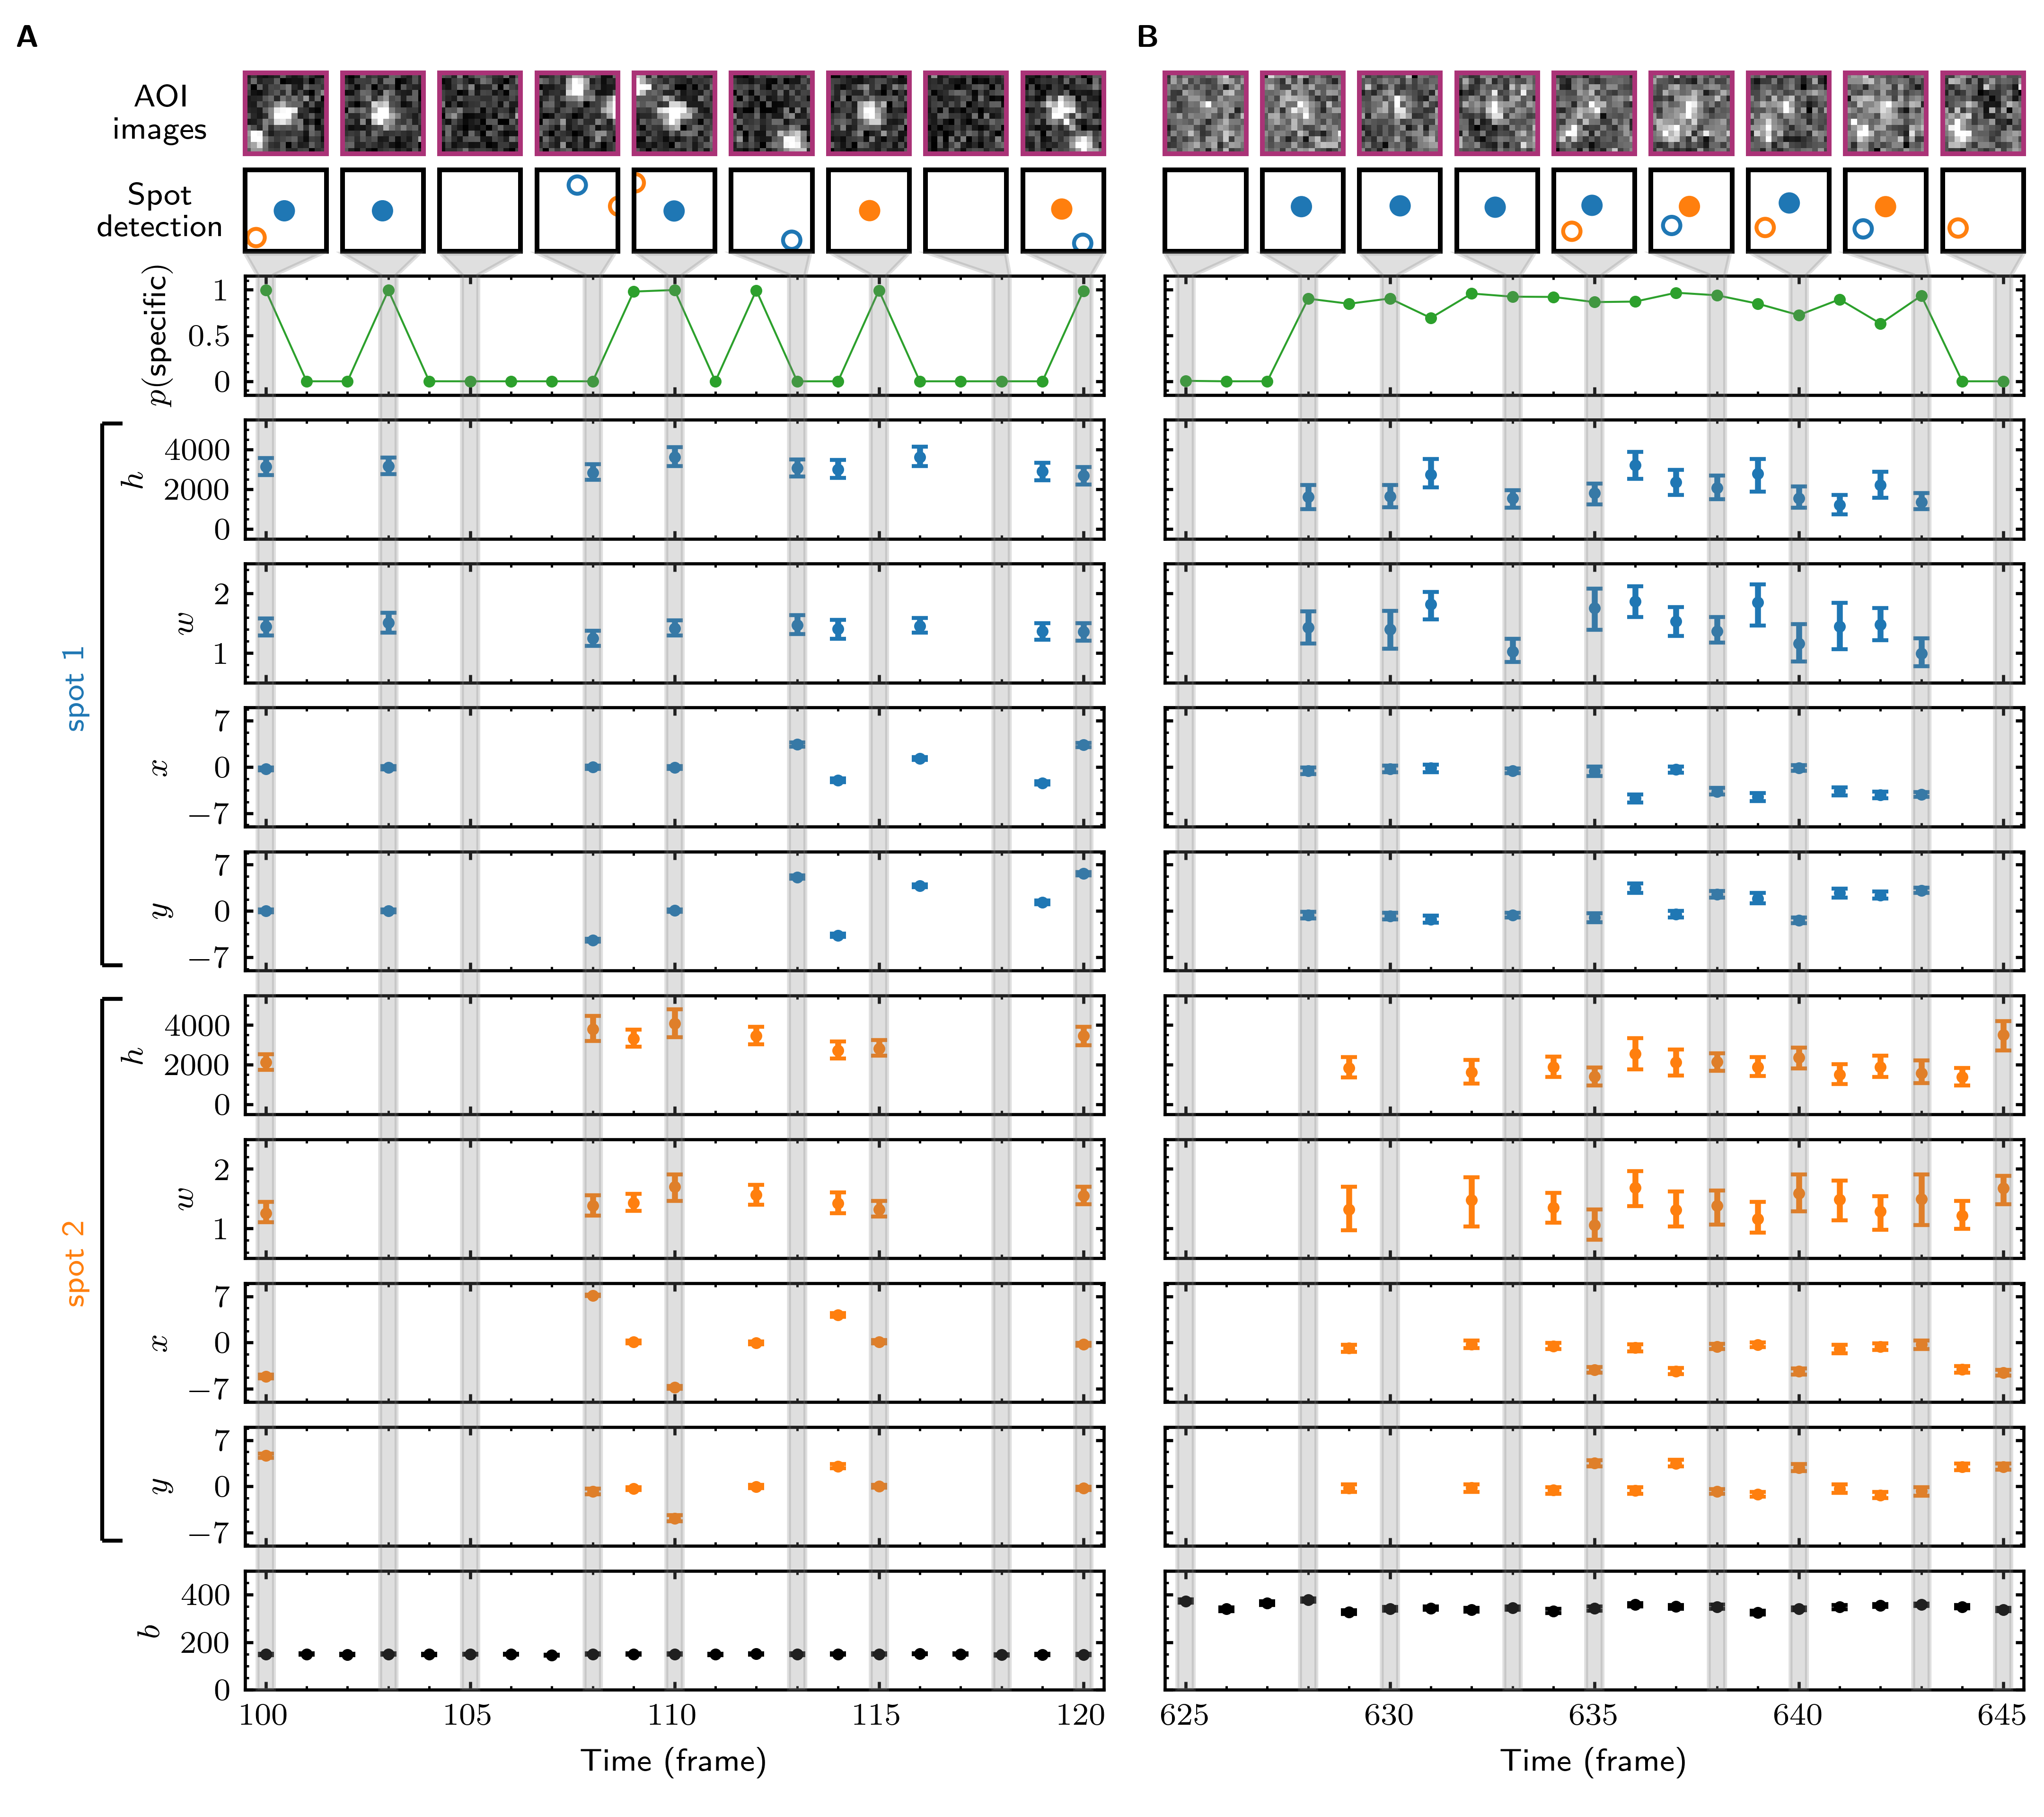 A
B
AOI
images
Spot
detection
p(specific)
1
0.5
0
spot 1
h
4000
2000
0
w
2
1
x
7
0
−7
y
7
0
−7
spot 2
h
4000
2000
0
w
2
1
x
7
0
−7
y
7
0
−7
b
400
200
0
100 105 110 115 120
625 630 635 640 645
Time (frame)
Time (frame)